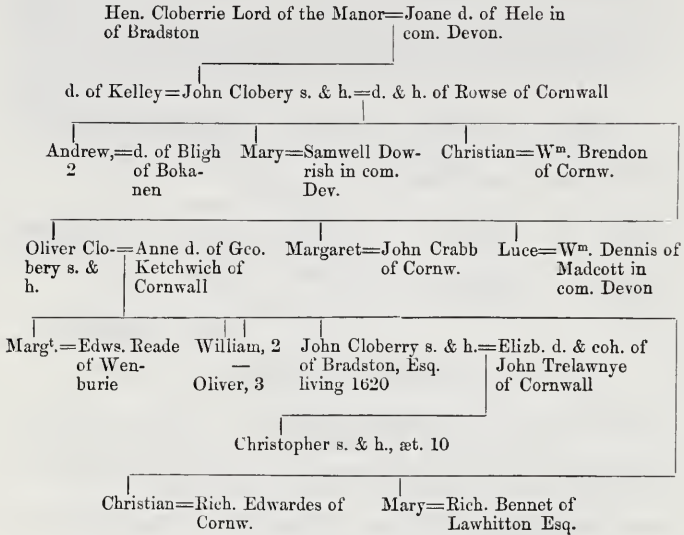 Hen. Cloberrie Lord of the Manor=Joane d. of Hele in
of Bradston com. Devon.
d. of Kelley=John Clobery s. & h.=d. & h. of Rowse of Cornwall
Andrew,=d. of Bligh Mary=Samwell Dow- Christian=Wᵐ. Brendon
2 of Boka- rish in com. of Cornw.
nen Dev.
Oliver Clo-=Anne d. of Geo. Margaret=John Crabb Luce=Wᵐ. Dennis of
bery s. & Ketchwich of of Cornw. Madcott in
h. Cornwall com. Devon
Margᵗ.=Edws. Reade William, 2 John Cloberry s. & h.=Elizb. d. & coh. of
of Wen- — of Bradston, Esq. John Trelawnye
burie Oliver, 3 living 1620 of Cornwall
Christopher s. & h., æt. 10
Christian=Rich. Edwardes of Mary=Rich. Bennet of
Cornw. Lawhitton Esq.